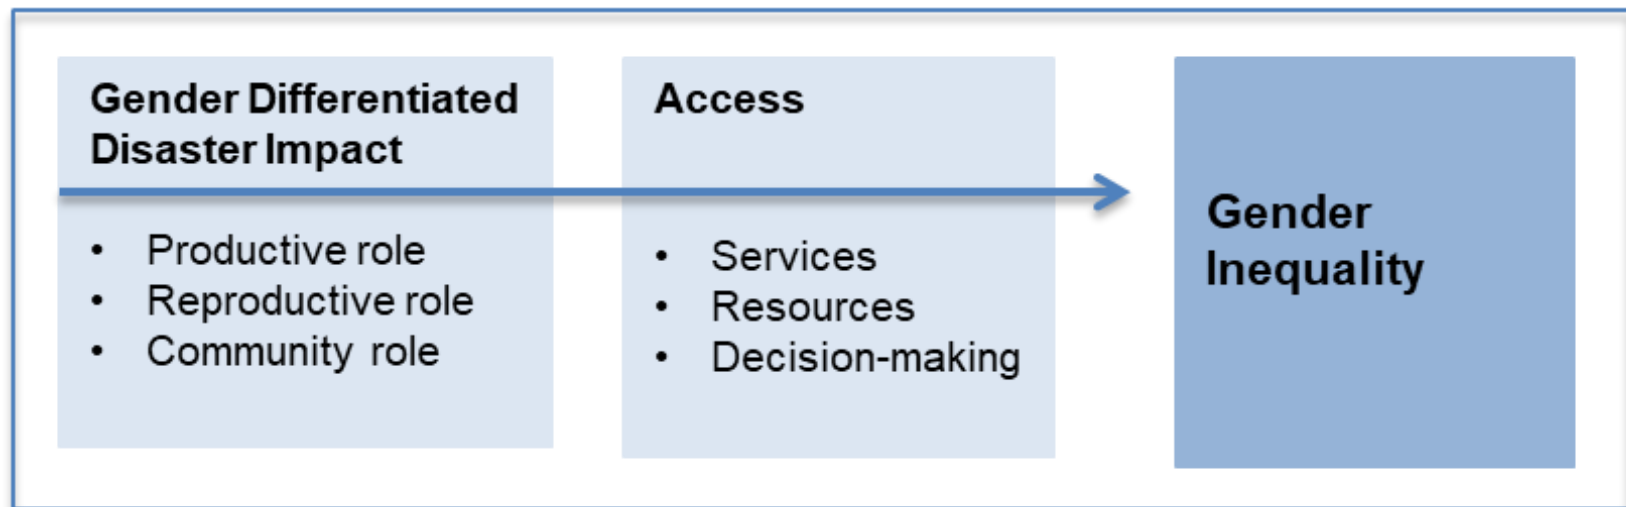 Gender Differentiated
Disaster Impact
• Productive role
• Reproductive role
• Community role
Access
• Services
• Resources
• Decision-making
Gender
Inequality